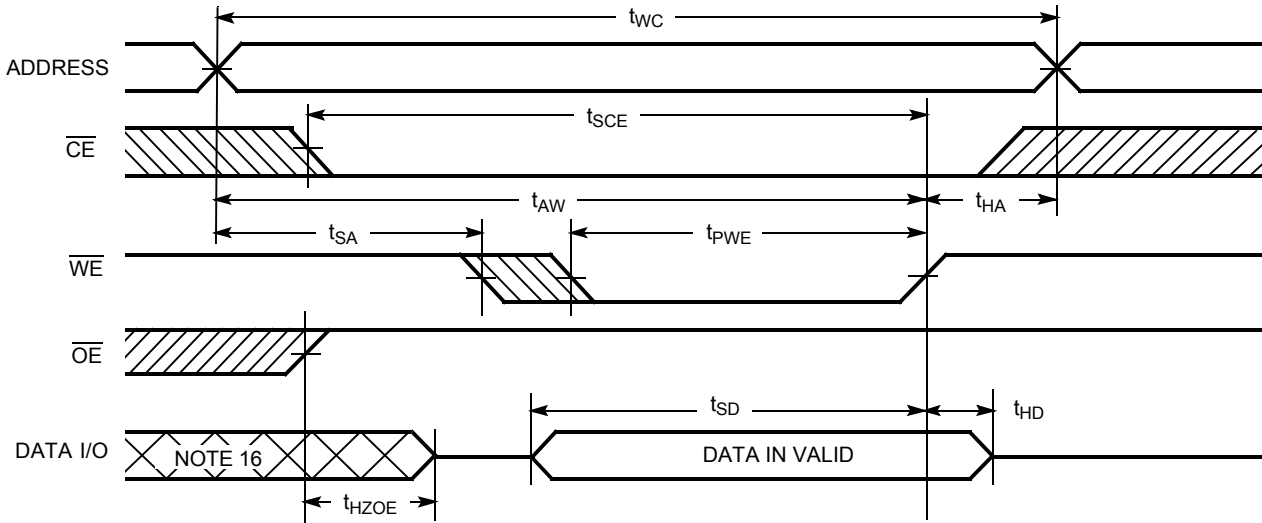 tWC
ADDRESS
tSCE
CE
tAW
tHA
tSA
tPWE
WE
OE
tSD
tHD
DATA I/O
NOTE 16
DATA IN VALID
tHZOE